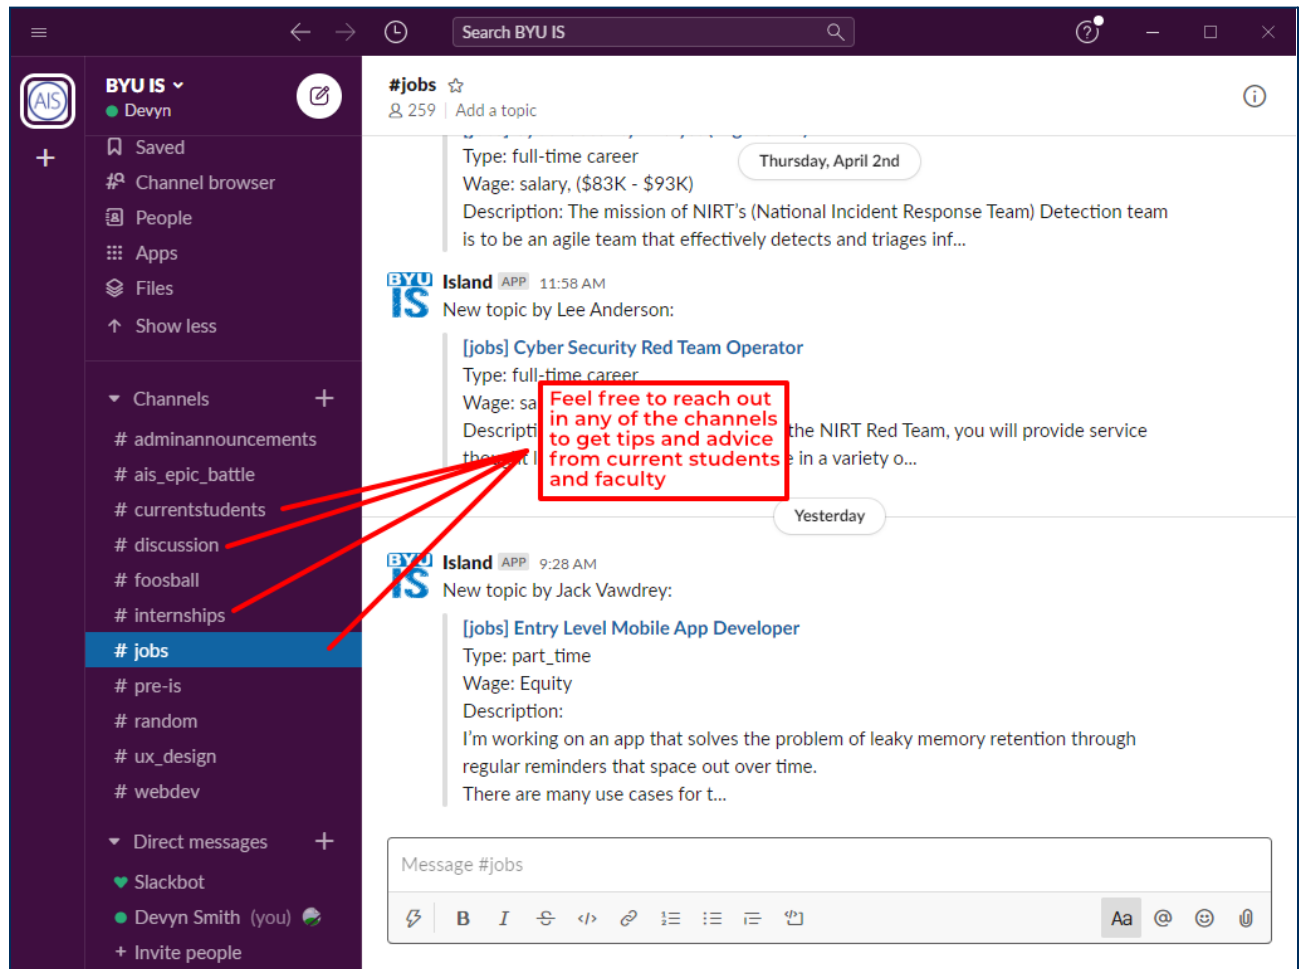 Search BYU IS
AIS
BYU IS
Devyn
Saved
Channel browser
People
Apps
Files
Show less
Channels
# adminannouncements
# ais_epic_battle
# currentstudents
# discussion
# foosball
# internships
# jobs
# pre-is
# random
# ux_design
# webdev
Direct messages
Slackbot
Devyn Smith (you)
+ Invite people
#jobs
259 Add a topic
Thursday, April 2nd
Type: full-time career
Wage: salary, ($83K - $93K)
Description: The mission of NIRT's (National Incident Response Team) Detection team
is to be an agile team that effectively detects and triages inf...
BYU IS
Island APP 11:58 AM
New topic by Lee Anderson:
[jobs] Cyber Security Red Team Operator
Type: full-time career
Wage: sa
Descripti the NIRT Red Team, you will provide service
in a variety o...
Feel free to reach out
in any of the channels
to get tips and advice
from current students
and faculty
Yesterday
BYU IS
Island APP 9:28 AM
New topic by Jack Vawdrey:
[jobs] Entry Level Mobile App Developer
Type: part_time
Wage: Equity
Description:
I'm working on an app that solves the problem of leaky memory retention through
regular reminders that space out over time.
There are many use cases for t...
Message #jobs
B I S </> Aa @